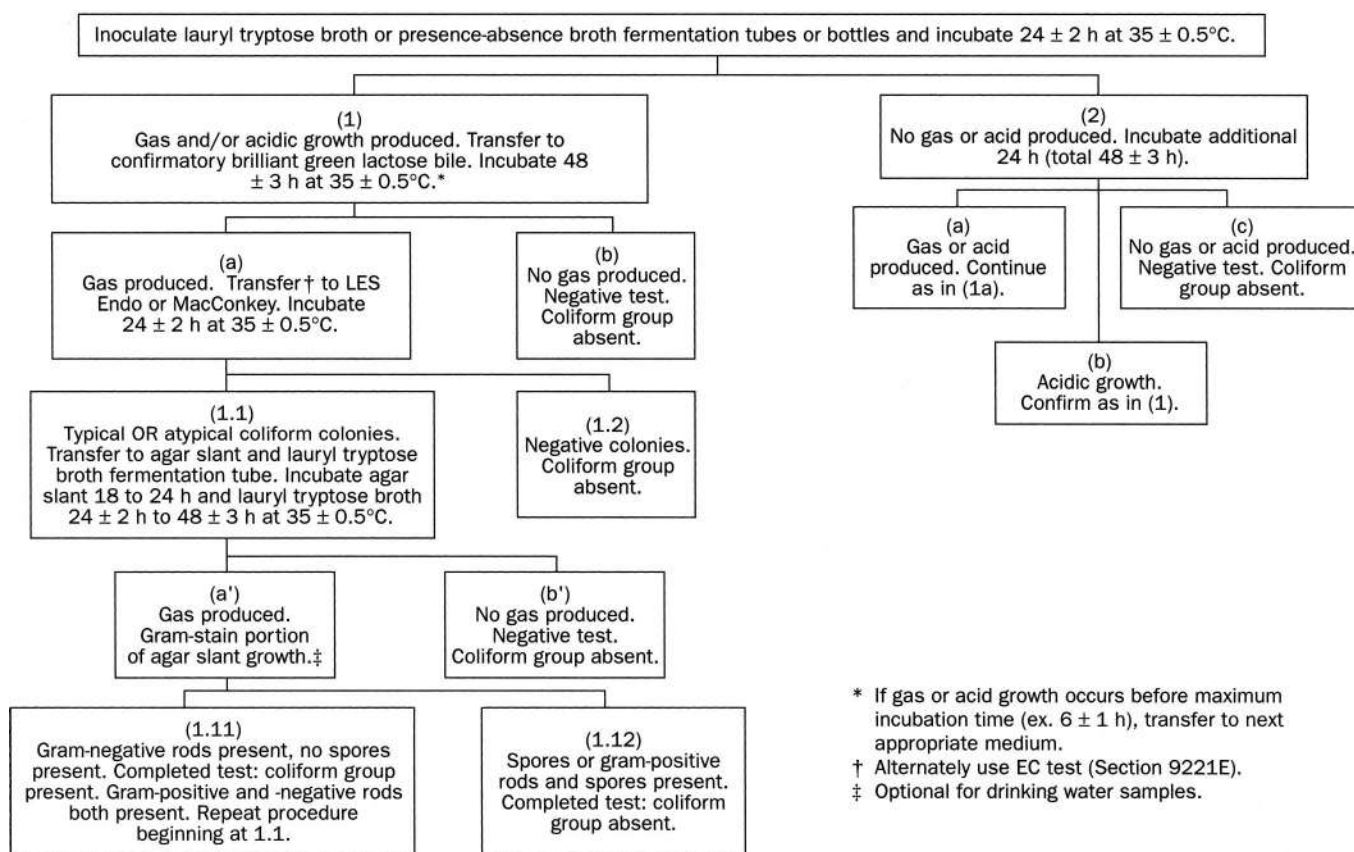 Inoculate lauryl tryptose broth or presence-absence broth fermentation tubes or bottles and incubate 24 ± 2 h at 35 ± 0.5°C.
(1)
Gas and/or acidic growth produced. Transfer to
confirmatory brilliant green lactose bile. Incubate 48
± 3 h at 35 ± 0.5°C.*
(2)
No gas or acid produced. Incubate additional
24 h (total 48 ± 3 h).
(a)
Gas produced. Transfer† to LES
Endo or MacConkey. Incubate
24 ± 2 h at 35 ± 0.5°C.
(b)
No gas produced.
Negative test.
Coliform group
absent.
(a)
Gas or acid
produced. Continue
as in (1a).
(c)
No gas or acid produced.
Negative test. Coliform
group absent.
(b)
Acidic growth.
Confirm as in (1).
(1.1)
Typical OR atypical coliform colonies.
Transfer to agar slant and lauryl tryptose
broth fermentation tube. Incubate agar
slant 18 to 24 h and lauryl tryptose broth
24 ± 2 h to 48 ± 3 h at 35 ± 0.5°C.
(1.2)
Negative colonies.
Coliform group
absent.
(a')
Gas produced.
Gram-stain portion
of agar slant growth.‡
(b')
No gas produced.
Negative test.
Coliform group absent.
(1.11)
Gram-negative rods present, no spores
present. Completed test: coliform group
present. Gram-positive and -negative rods
both present. Repeat procedure
beginning at 1.1.
(1.12)
Spores or gram-positive
rods and spores present.
Completed test: coliform
group absent.
* If gas or acid growth occurs before maximum
incubation time (ex. 6 ± 1 h), transfer to next
appropriate medium.
† Alternately use EC test (Section 9221E).
‡ Optional for drinking water samples.